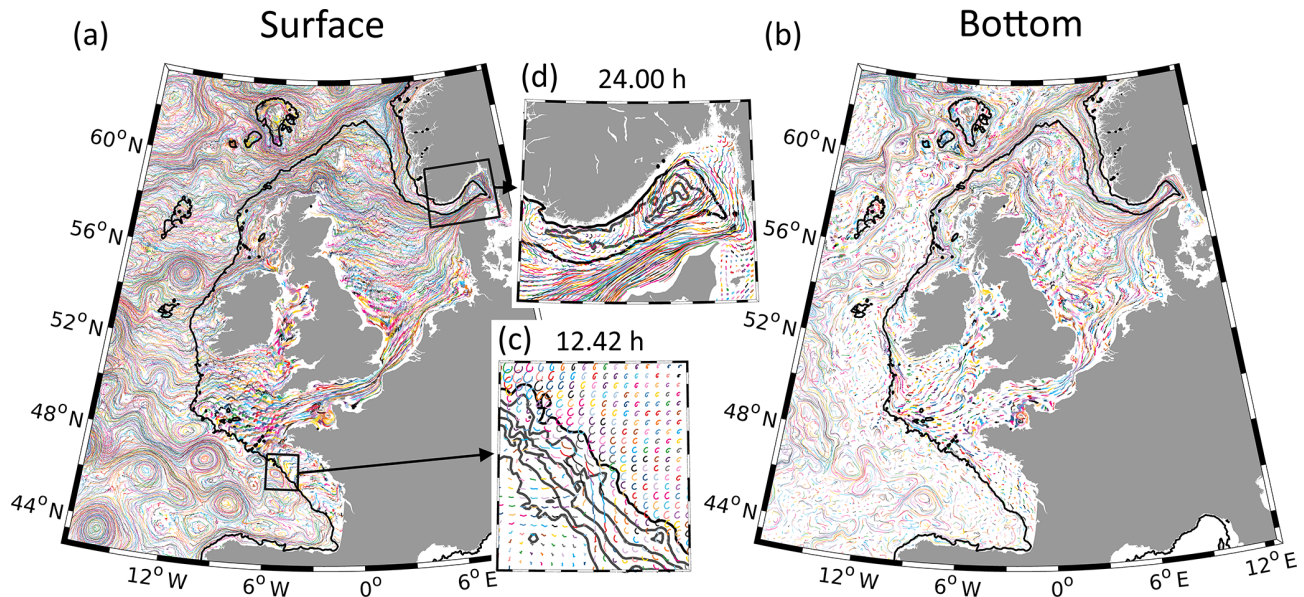 Surface
Bottom
(a)
(b)
(d)
24.00 h
(c)
12.42 h
60° N
56° N
52° N
48° N
44° N
12° W
6° W
0°
6° E
60° N
56° N
52° N
48° N
44° N
12° W
6° W
0°
6° E
12° E